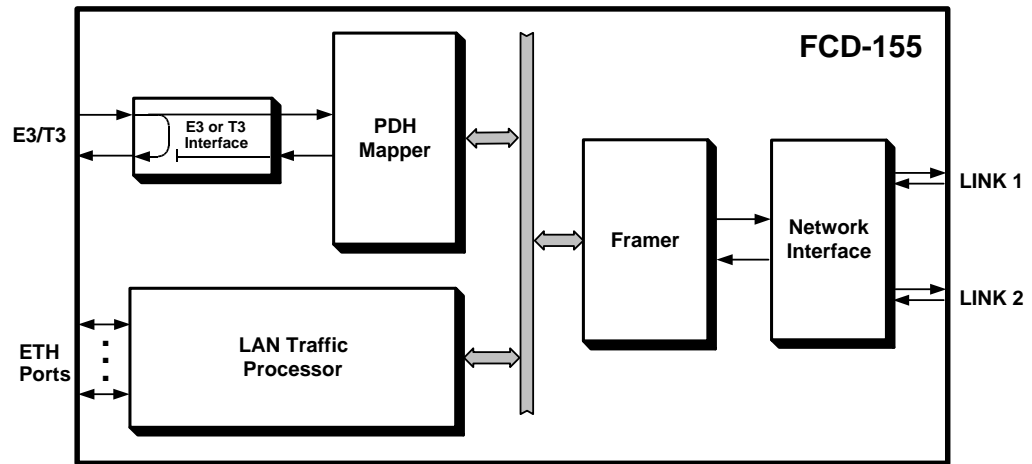 FCD-155
E3/T3
E3 or T3
Interface
PDH
Mapper
LINK 1
Framer
Network
Interface
LINK 2
ETH
Ports
LAN Traffic
Processor